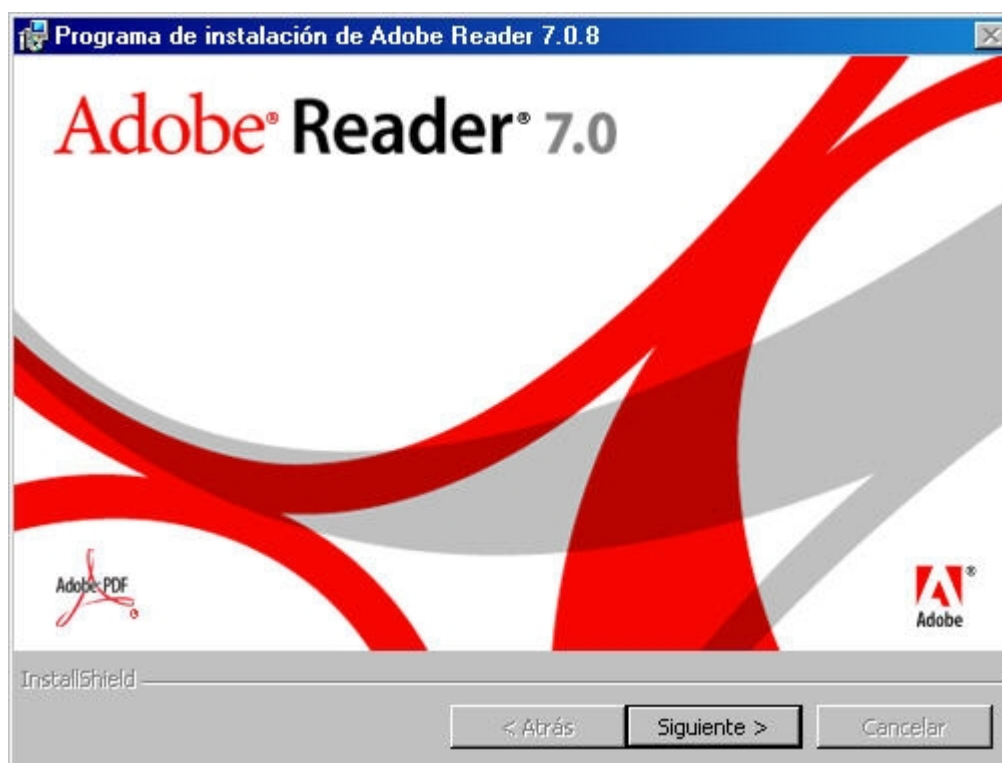 Programa de instalación de Adobe Reader 7.0.8
Adobe® Reader® 7.0
Adobe PDF
®
®
Adobe
InstallShield
< Atrás
Siguiente >
Cancelar